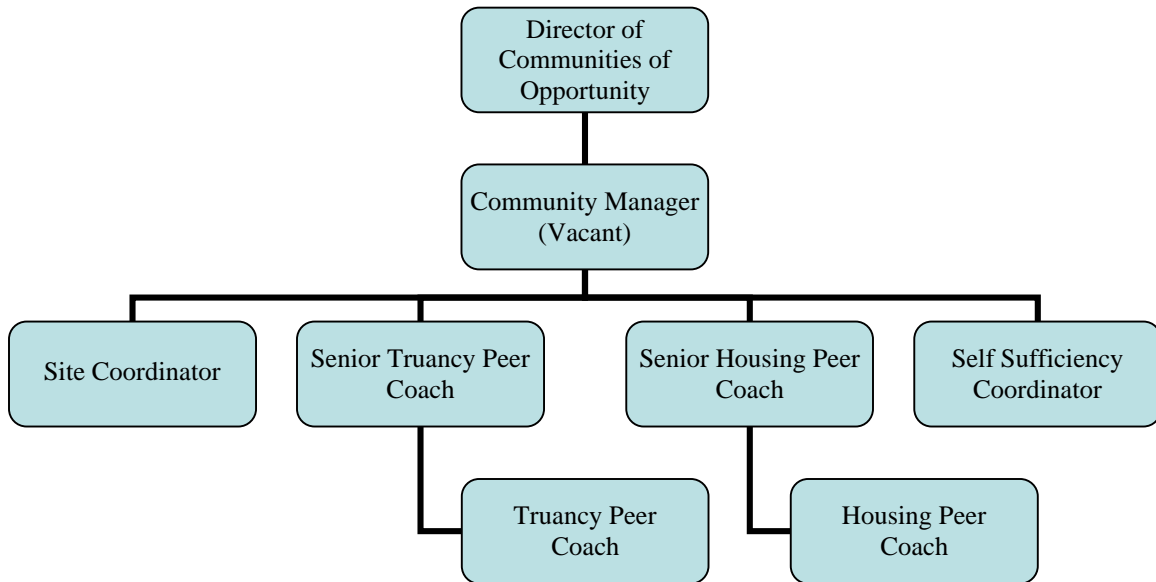 Director of
Communities of
Opportunity
Community Manager
(Vacant)
Site Coordinator
Senior Truancy Peer
Coach
Senior Housing Peer
Coach
Self Sufficiency
Coordinator
Truancy Peer
Coach
Housing Peer
Coach